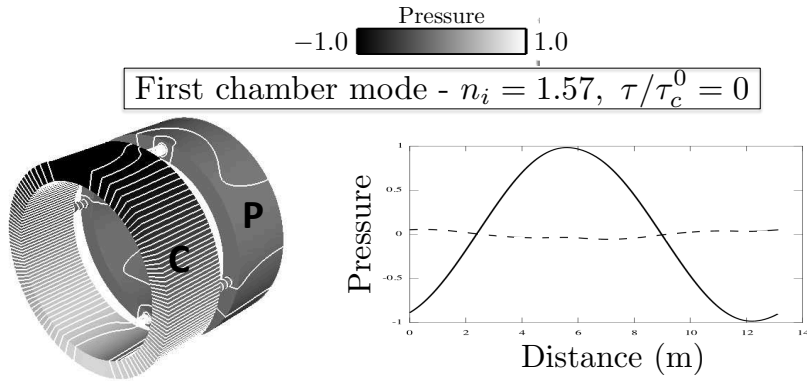 Pressure
−1.0 1.0
First chamber mode - nᵢ = 1.57, τ/τ_c^0 = 0
P
C
Pressure
1
0.5
0
-0.5
-1
0 2 4 6 8 10 12 14
Distance (m)